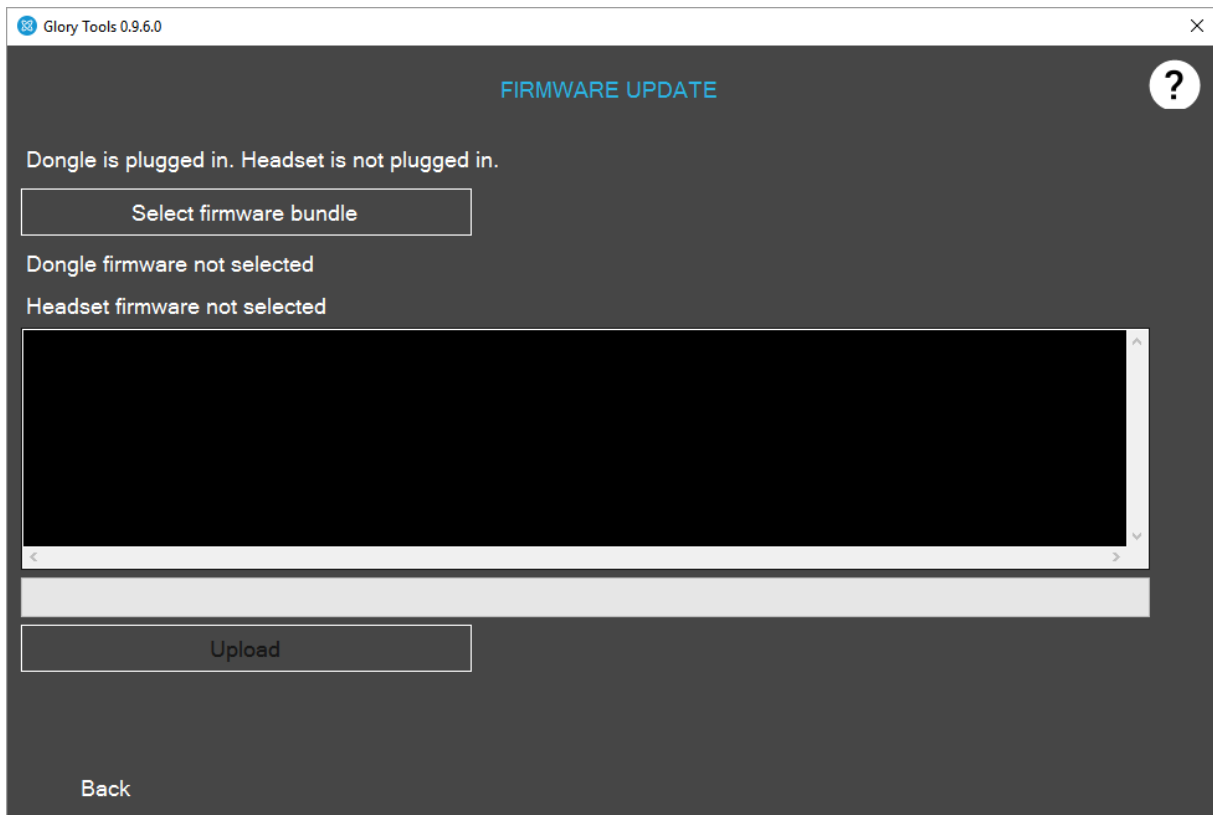 Glory Tools 0.9.6.0
FIRMWARE UPDATE
?
Dongle is plugged in. Headset is not plugged in.
Select firmware bundle
Dongle firmware not selected
Headset firmware not selected
Upload
Back